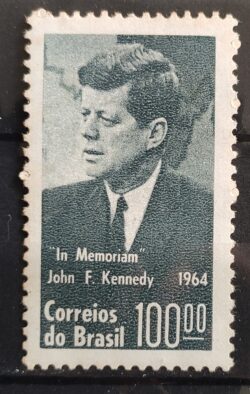 "In Memoriam"
John F. Kennedy 1964
Correios
do Brasil 100.00